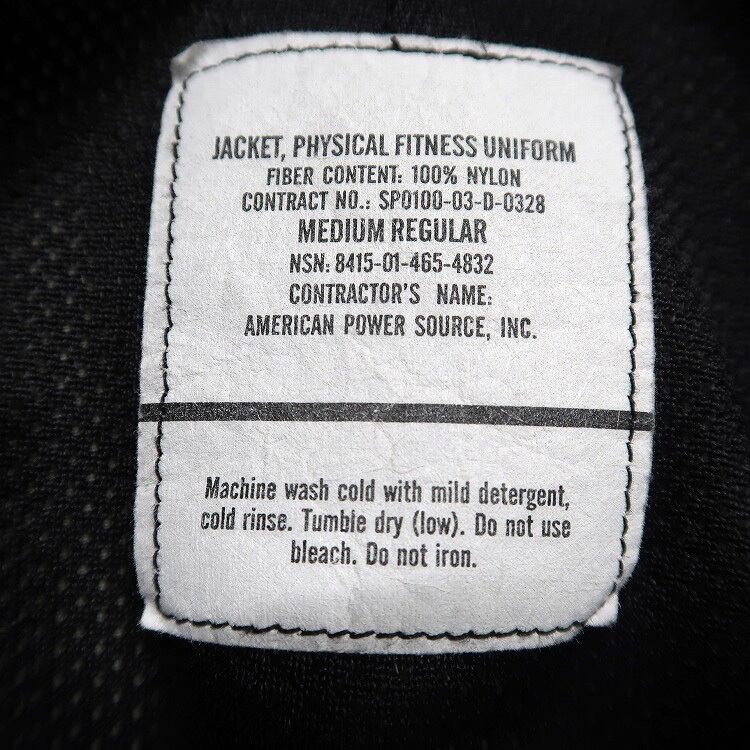 JACKET, PHYSICAL FITNESS UNIFORM
FIBER CONTENT: 100% NYLON
CONTRACT NO.: SP0100-03-D-0328
MEDIUM REGULAR
NSN: 8415-01-465-4832
CONTRACTOR'S NAME:
AMERICAN POWER SOURCE, INC.
Machine wash cold with mild detergent,
cold rinse. Tumble dry (low). Do not use
bleach. Do not iron.